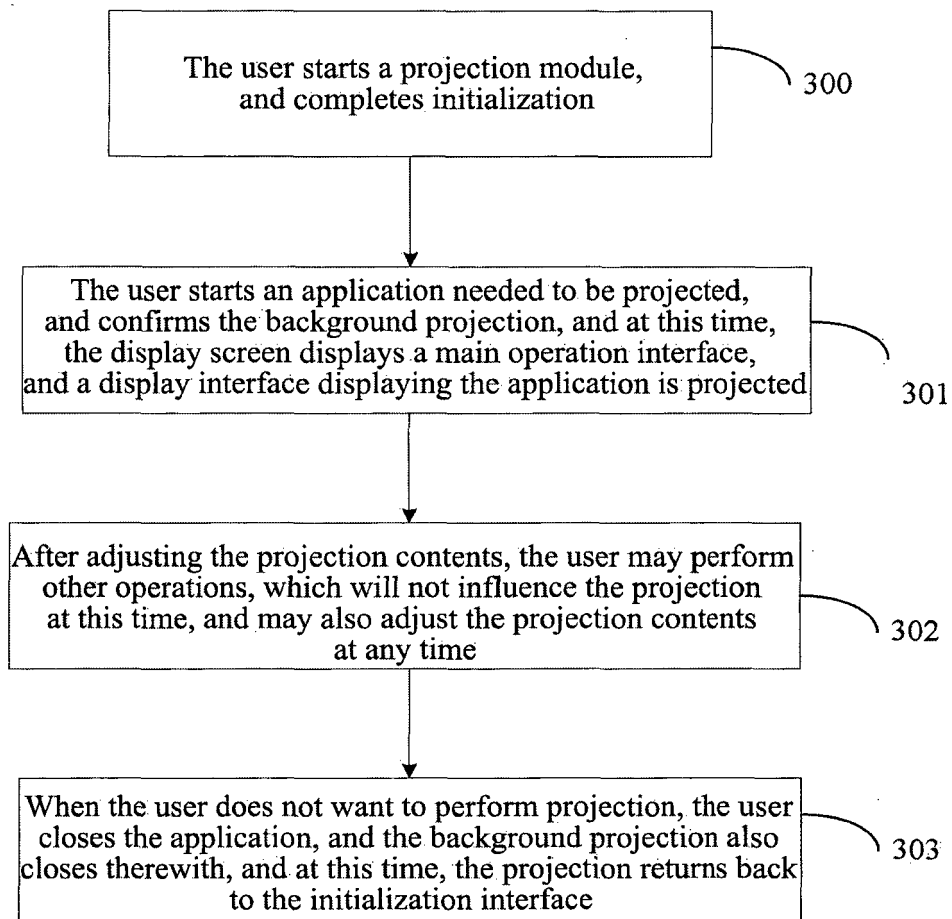 The user starts a projection module,
and completes initialization
300
The user starts an application needed to be projected,
and confirms the background projection, and at this time,
the display screen displays a main operation interface,
and a display interface displaying the application is projected
301
After adjusting the projection contents, the user may perform
other operations, which will not influence the projection
at this time, and may also adjust the projection contents
at any time
302
When the user does not want to perform projection, the user
closes the application, and the background projection also
closes therewith, and at this time, the projection returns back
to the initialization interface
303